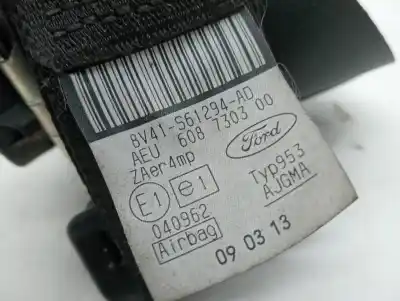 8V41-S61294-AD
AEU 608 7303 00
ZAer4mp
Ford
E1 e1
Typ953
AJGMA
040962
Airbag
09 03 13